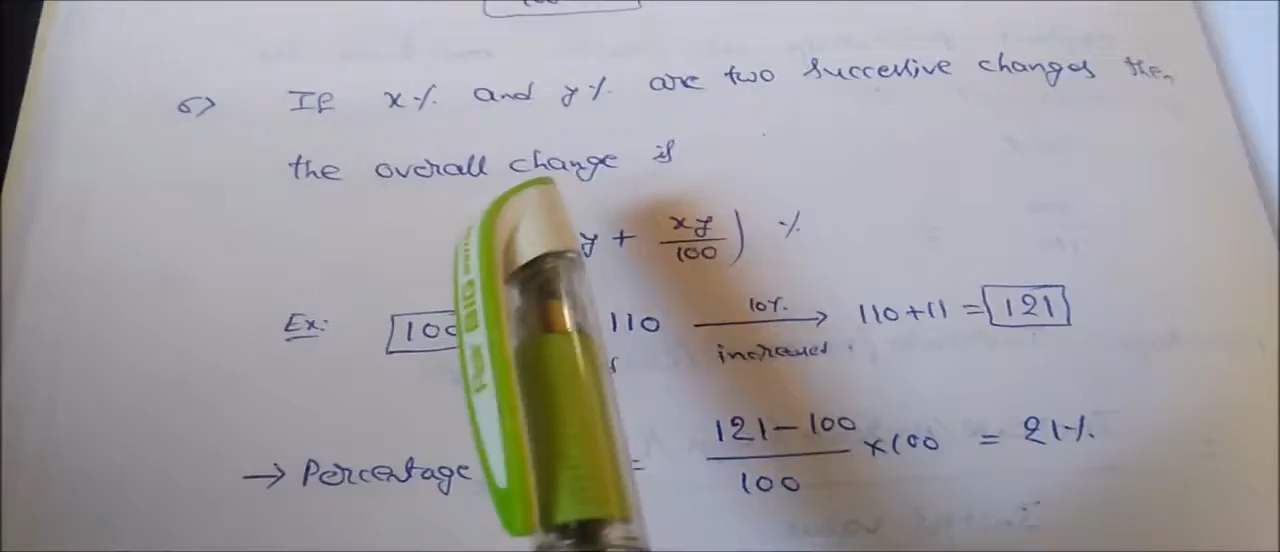 6) If x% and y% are two successive changes then
the overall change is
y + xy/100) %
Ex: 100 110 10% increased → 110+11 = 121
→ Percentage = 121-100/100 ×100 = 21%